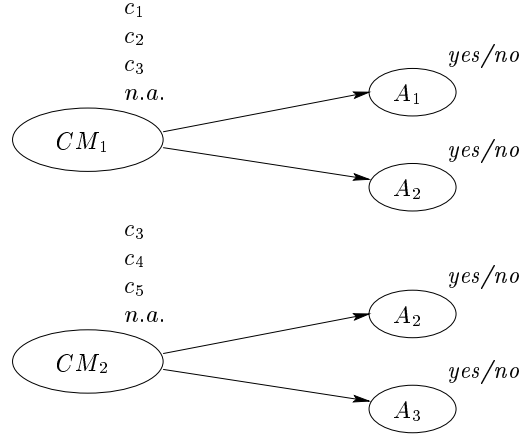 c₁
c₂
c₃
n.a.
CM₁
yes/no
A₁
yes/no
A₂
c₃
c₄
c₅
n.a.
CM₂
yes/no
A₂
yes/no
A₃